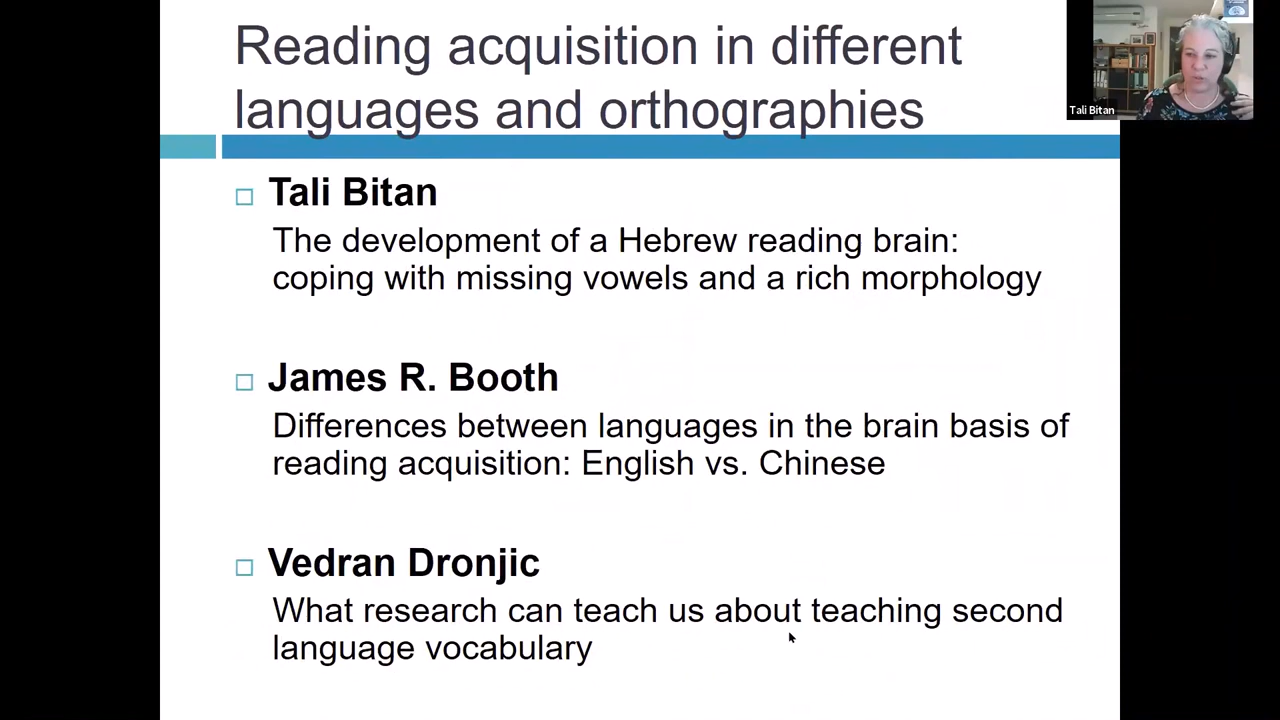 Reading acquisition in different
languages and orthographies
Tali Bitan
Tali Bitan
The development of a Hebrew reading brain:
coping with missing vowels and a rich morphology
James R. Booth
Differences between languages in the brain basis of
reading acquisition: English vs. Chinese
Vedran Dronjic
What research can teach us about teaching second
language vocabulary